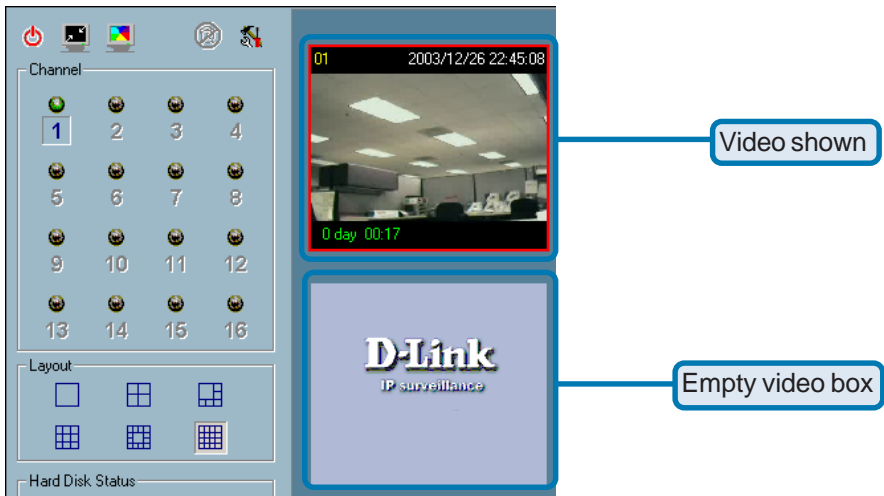 Channel
1 2 3 4
5 6 7 8
9 10 11 12
13 14 15 16
Layout
Hard Disk Status
01 2003/12/26 22:45:08
0 day 00:17
Video shown
D-Link
IP surveillance
Empty video box